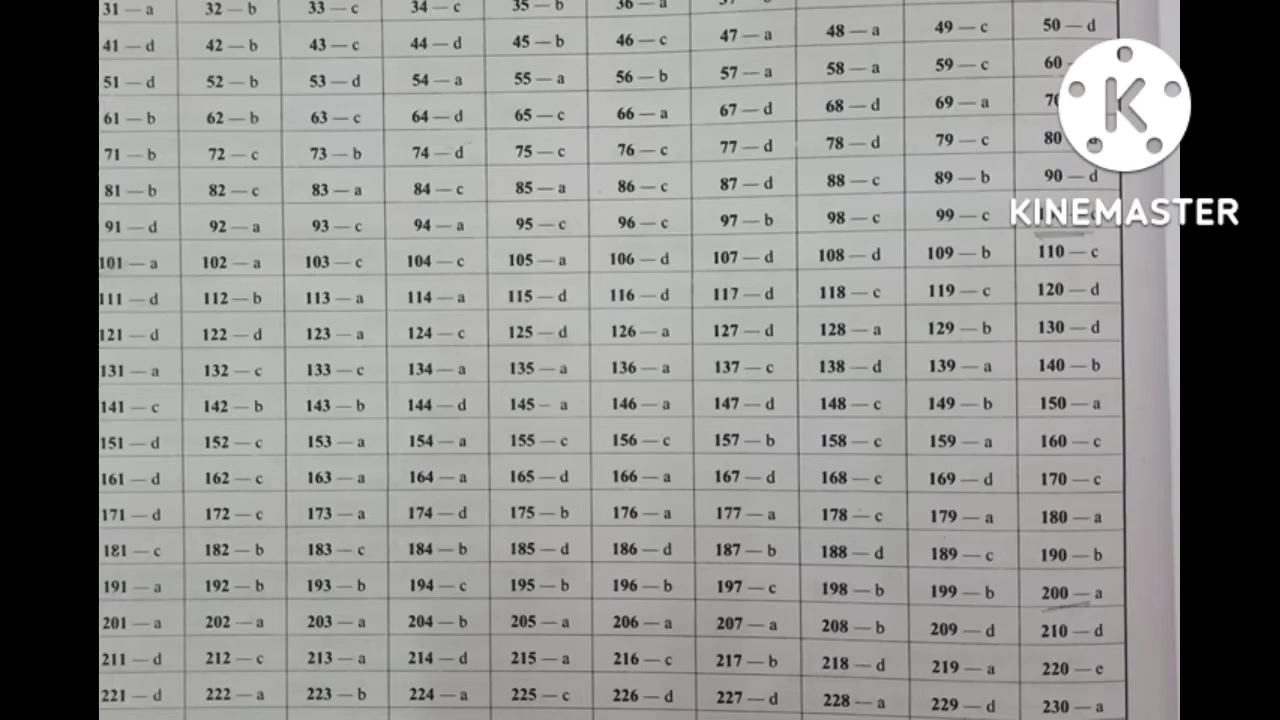 31 — a 32 — b 33 — c 34 — c 35 — b 36 — a
41 — d 42 — b 43 — c 44 — d 45 — b 46 — c 47 — a 48 — a 49 — c 50 — d
51 — d 52 — b 53 — d 54 — a 55 — a 56 — b 57 — a 58 — a 59 — c 60
61 — b 62 — b 63 — c 64 — d 65 — c 66 — a 67 — d 68 — d 69 — a
71 — b 72 — c 73 — b 74 — d 75 — c 76 — c 77 — d 78 — d 79 — c 80
81 — b 82 — c 83 — a 84 — c 85 — a 86 — c 87 — d 88 — c 89 — b 90 — d
91 — d 92 — a 93 — c 94 — a 95 — c 96 — c 97 — b 98 — c 99 — c
KINEMASTER
101 — a 102 — a 103 — c 104 — c 105 — a 106 — d 107 — d 108 — d 109 — b 110 — c
111 — d 112 — b 113 — a 114 — a 115 — d 116 — d 117 — d 118 — c 119 — c 120 — d
121 — d 122 — d 123 — a 124 — c 125 — d 126 — a 127 — d 128 — a 129 — b 130 — d
131 — a 132 — c 133 — c 134 — a 135 — a 136 — a 137 — c 138 — d 139 — a 140 — b
141 — c 142 — b 143 — b 144 — d 145 — a 146 — a 147 — d 148 — c 149 — b 150 — a
151 — d 152 — c 153 — a 154 — a 155 — c 156 — c 157 — b 158 — c 159 — a 160 — c
161 — d 162 — c 163 — a 164 — a 165 — d 166 — a 167 — d 168 — c 169 — d 170 — c
171 — d 172 — c 173 — a 174 — d 175 — b 176 — a 177 — a 178 — c 179 — a 180 — a
181 — c 182 — b 183 — c 184 — b 185 — d 186 — d 187 — b 188 — d 189 — c 190 — b
191 — a 192 — b 193 — b 194 — c 195 — b 196 — b 197 — c 198 — b 199 — b 200 — a
201 — a 202 — a 203 — a 204 — b 205 — a 206 — a 207 — a 208 — b 209 — d 210 — d
211 — d 212 — c 213 — a 214 — d 215 — a 216 — c 217 — b 218 — d 219 — a 220 — c
221 — d 222 — a 223 — b 224 — a 225 — c 226 — d 227 — d 228 — a 229 — d 230 — a